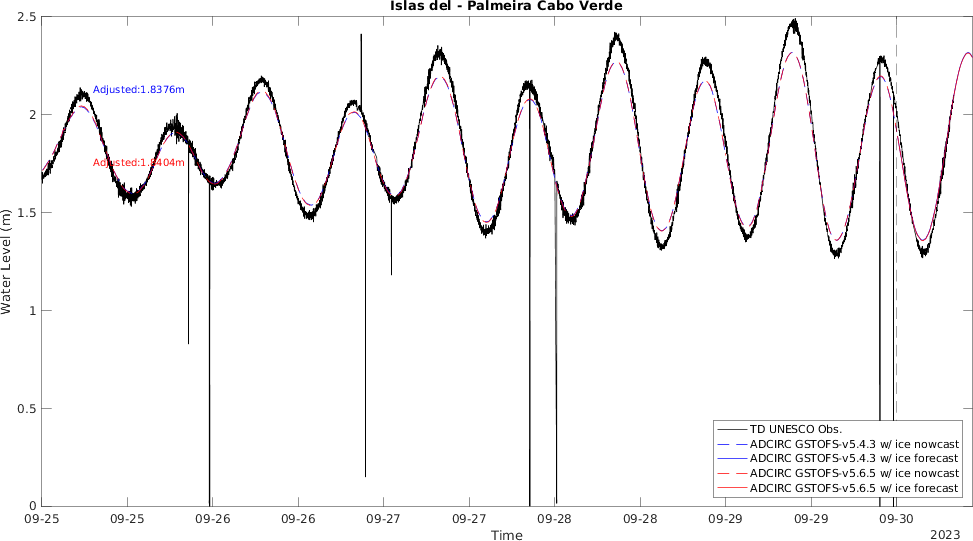 Islas del - Palmeira Cabo Verde
2.5
2
1.5
1
0.5
0
Water Level (m)
Adjusted:1.8376m
Adjusted:1.8404m
TD UNESCO Obs.
ADCIRC GSTOFS-v5.4.3 w/ ice nowcast
ADCIRC GSTOFS-v5.4.3 w/ ice forecast
ADCIRC GSTOFS-v5.6.5 w/ ice nowcast
ADCIRC GSTOFS-v5.6.5 w/ ice forecast
09-25 09-25 09-26 09-26 09-27 09-27 09-28 09-28 09-29 09-29 09-30
Time
2023